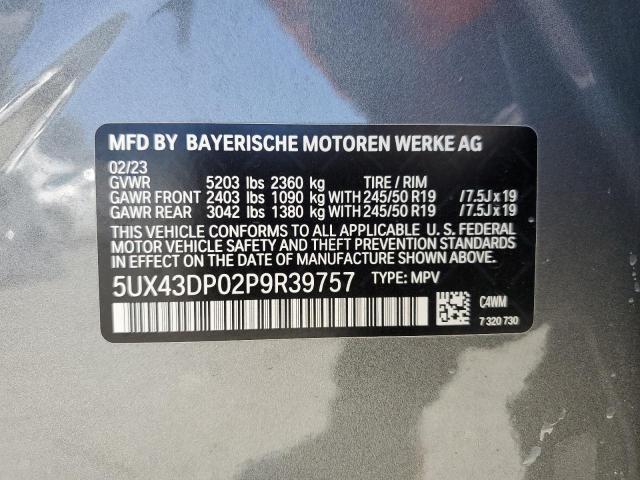 MFD BY BAYERISCHE MOTOREN WERKE AG
02/23
GVWR 5203 lbs 2360 kg TIRE / RIM
GAWR FRONT 2403 lbs 1090 kg WITH 245/50 R19 /7.5J x 19
GAWR REAR 3042 lbs 1380 kg WITH 245/50 R19 /7.5J x 19
THIS VEHICLE CONFORMS TO ALL APPLICABLE U. S. FEDERAL
MOTOR VEHICLE SAFETY AND THEFT PREVENTION STANDARDS
IN EFFECT ON THE DATE OF MANUFACTURE SHOWN ABOVE.
5UX43DP02P9R39757 TYPE: MPV
C4WM
7 320 730